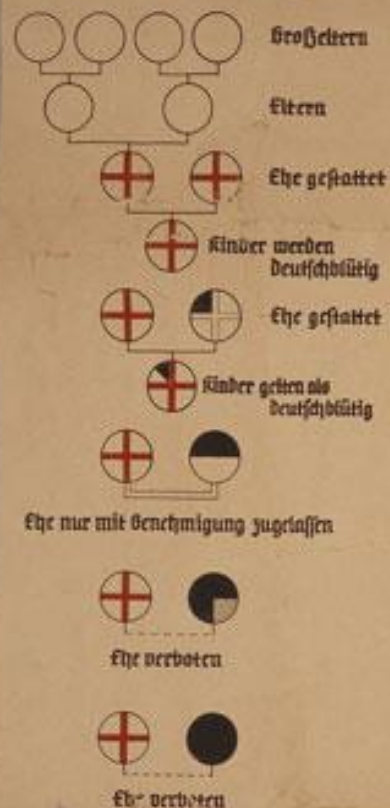 Großeltern
Eltern
Ehe gestattet
Kinder werden
deutschblütig
Ehe gestattet
Kinder gelten als
deutschblütig
Ehe nur mit Genehmigung zugelassen
Ehe verboten
Ehe verboten